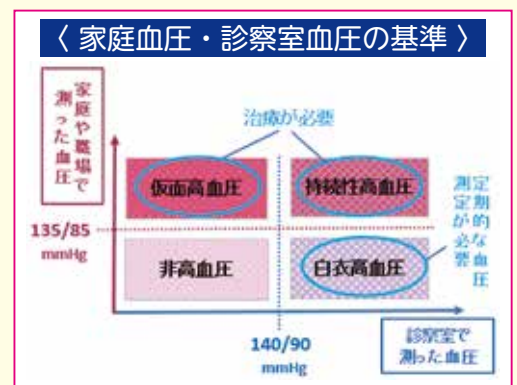 〈 家庭血圧・診察室血圧の基準 〉
家庭や職場で
測った血圧
治療が必要
仮面高血圧
持続性高血圧
定期的な血圧
測定が必要
135/85
mmHg
非高血圧
白衣高血圧
140/90
mmHg
診察室で
測った血圧